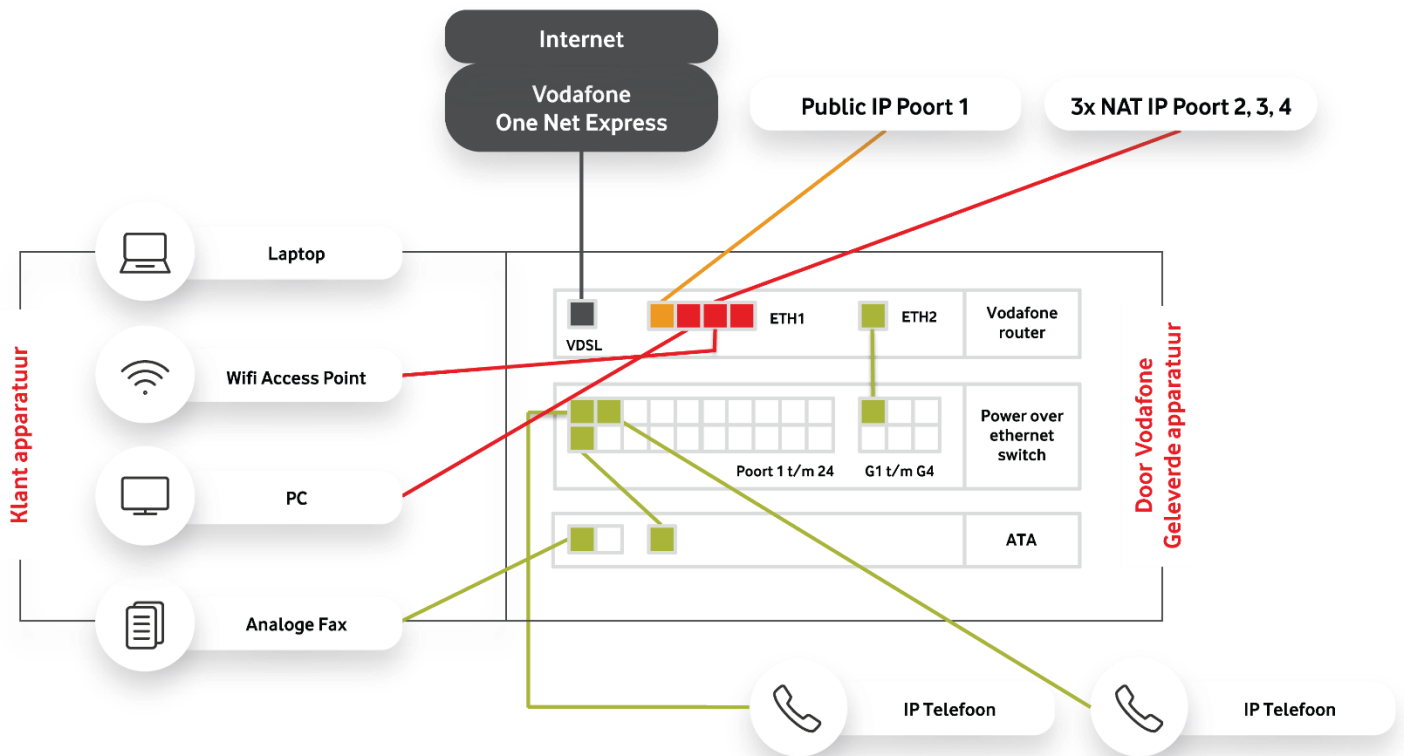 Internet
Vodafone
One Net Express
Public IP Poort 1
3x NAT IP Poort 2, 3, 4
Laptop
Wifi Access Point
PC
Analoge Fax
Klant apparatuur
VDSL
ETH1
ETH2
Vodafone
router
Poort 1 t/m 24
G1 t/m G4
Power over
ethernet
switch
ATA
Door Vodafone
Geleverde apparatuur
IP Telefoon
IP Telefoon